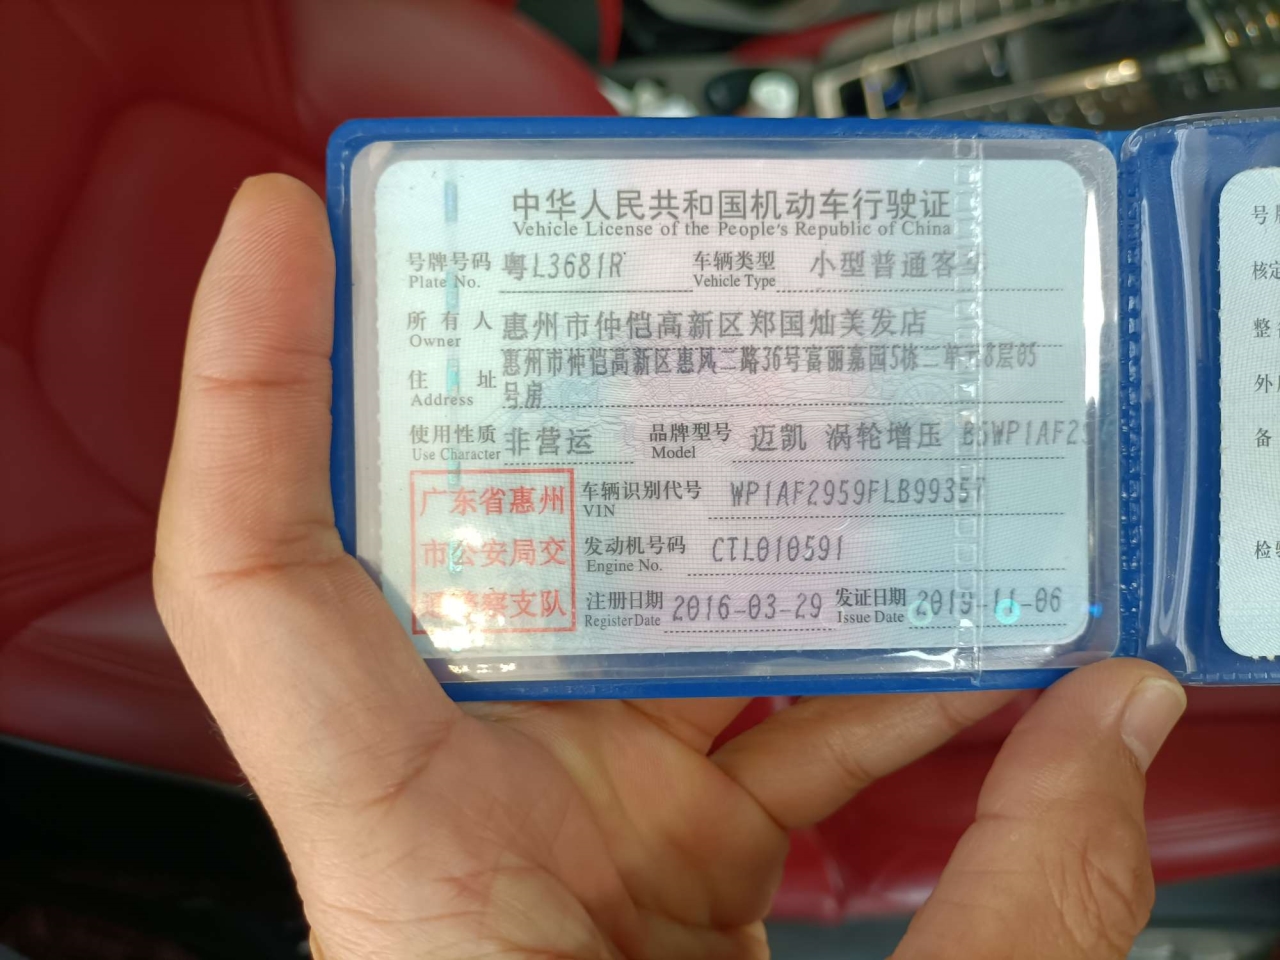 中华人民共和国机动车行驶证
Vehicle License of the People's Republic of China
号牌号码 粤L3681R 车辆类型 小型普通客车
Plate No. Vehicle Type
所有人 惠州市仲恺高新区郑国灿美发店
Owner
住址 惠州市仲恺高新区惠风二路36号富丽嘉园5栋二单元8层05
Address 号房
使用性质 非营运 品牌型号 迈凯 涡轮增压 BSWP1AF29
Use Character Model
广东省惠州
市公安局交
通警察支队
车辆识别代号 WP1AF2959FLB99357
VIN
发动机号码 CTL010591
Engine No.
注册日期 2016-03-29 发证日期 2019-11-06
Register Date Issue Date
号
核定
整
外
备
检验